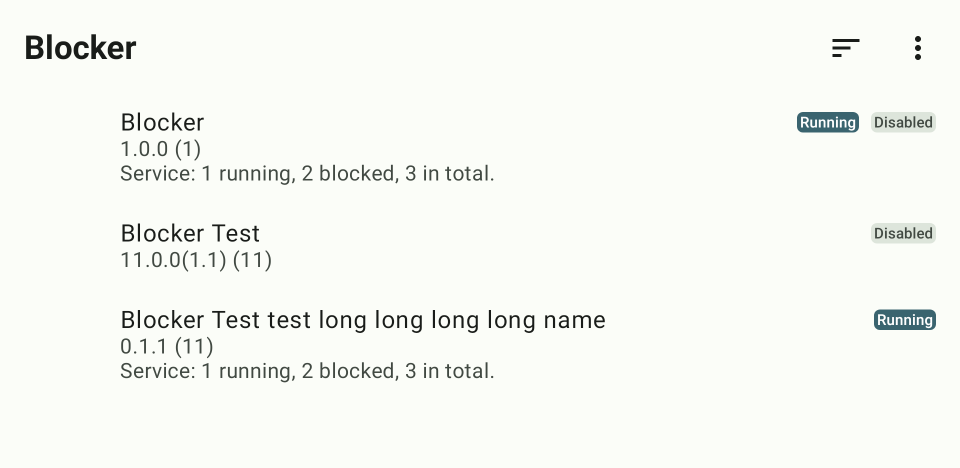 Blocker
Blocker Running Disabled
1.0.0 (1)
Service: 1 running, 2 blocked, 3 in total.
Blocker Test Disabled
11.0.0(1.1) (11)
Blocker Test test long long long long name Running
0.1.1 (11)
Service: 1 running, 2 blocked, 3 in total.